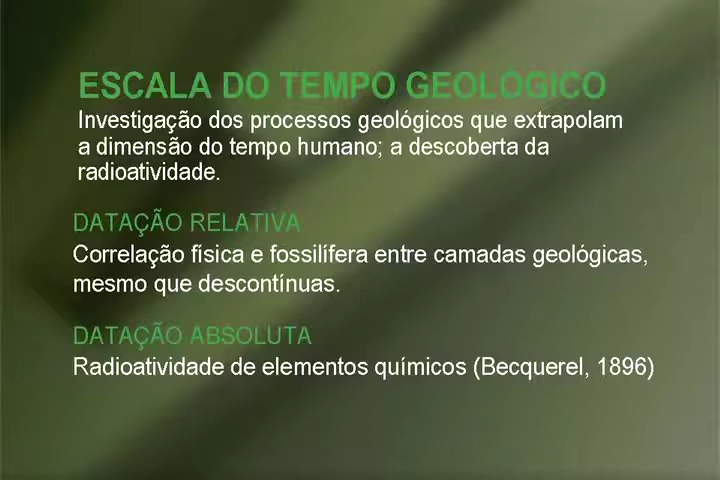 ESCALA DO TEMPO GEOLÓGICO
Investigação dos processos geológicos que extrapolam
a dimensão do tempo humano; a descoberta da
radioatividade.
DATAÇÃO RELATIVA
Correlação física e fossilífera entre camadas geológicas,
mesmo que descontínuas.
DATAÇÃO ABSOLUTA
Radioatividade de elementos químicos (Becquerel, 1896)